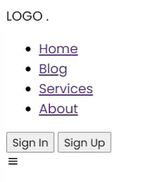 LOGO .
Home
Blog
Services
About
Sign In Sign Up